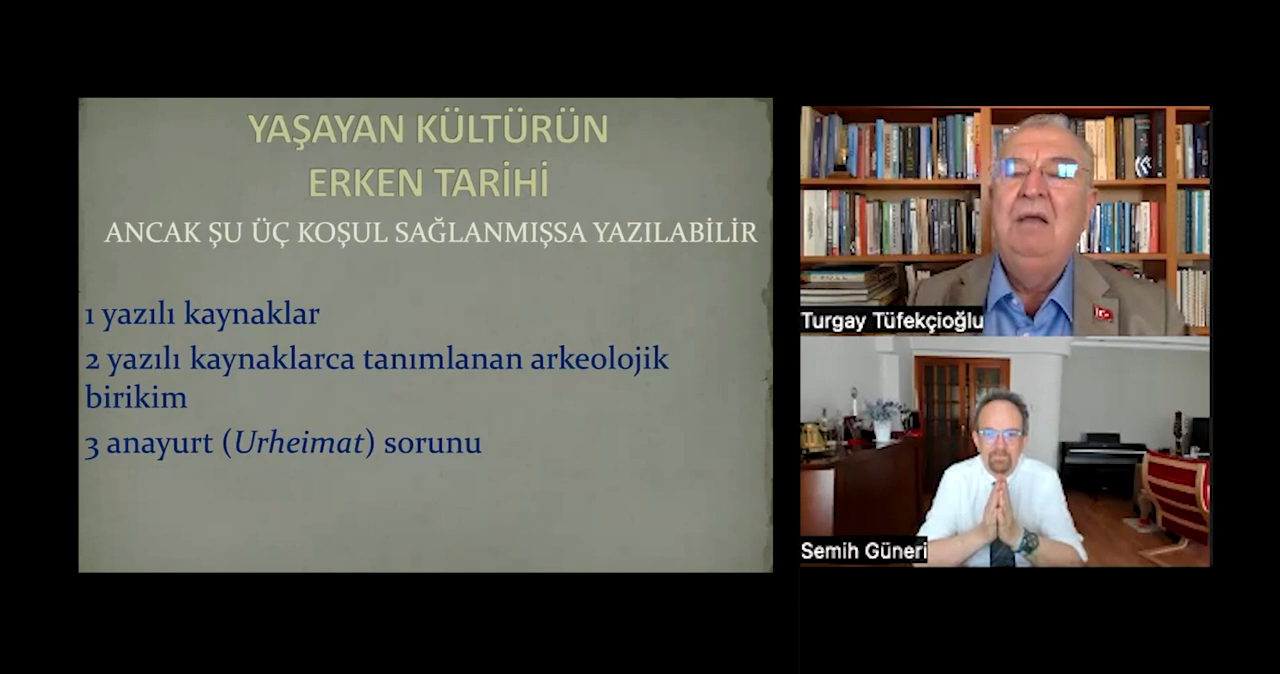 YAŞAYAN KÜLTÜRÜN
ERKEN TARİHİ
ANCAK ŞU ÜÇ KOŞUL SAĞLANMIŞSA YAZILABİLİR
1 yazılı kaynaklar
2 yazılı kaynaklarca tanımlanan arkeolojik
birikim
3 anayurt (Urheimat) sorunu
Turgay Tüfekçioğlu
Semih Güneri